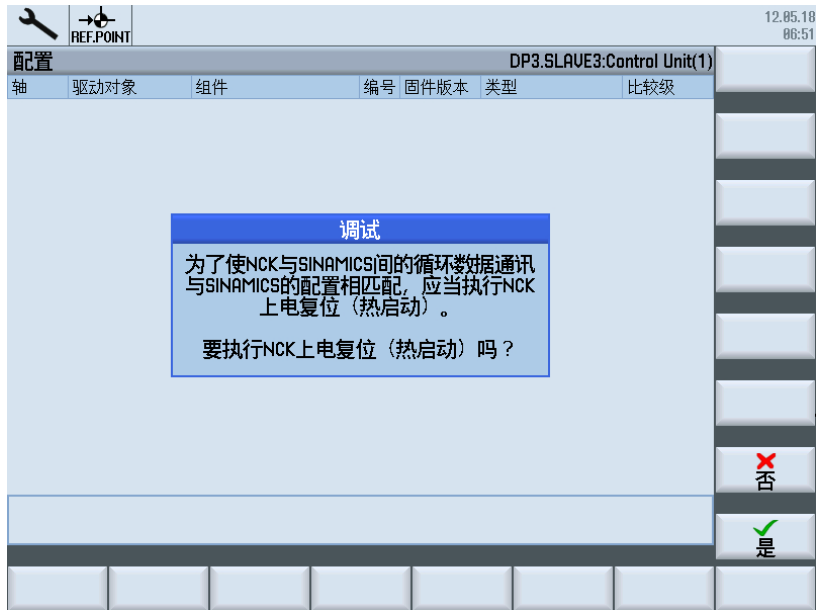 REF.POINT
12.05.18
06:51
配置 DP3.SLAVE3:Control Unit(1)
轴 驱动对象 组件 编号 固件版本 类型 比较级
调试
为了使NCK与SINAMICS间的循环数据通讯
与SINAMICS的配置相匹配，应当执行NCK
上电复位（热启动）。
要执行NCK上电复位（热启动）吗？
否
是